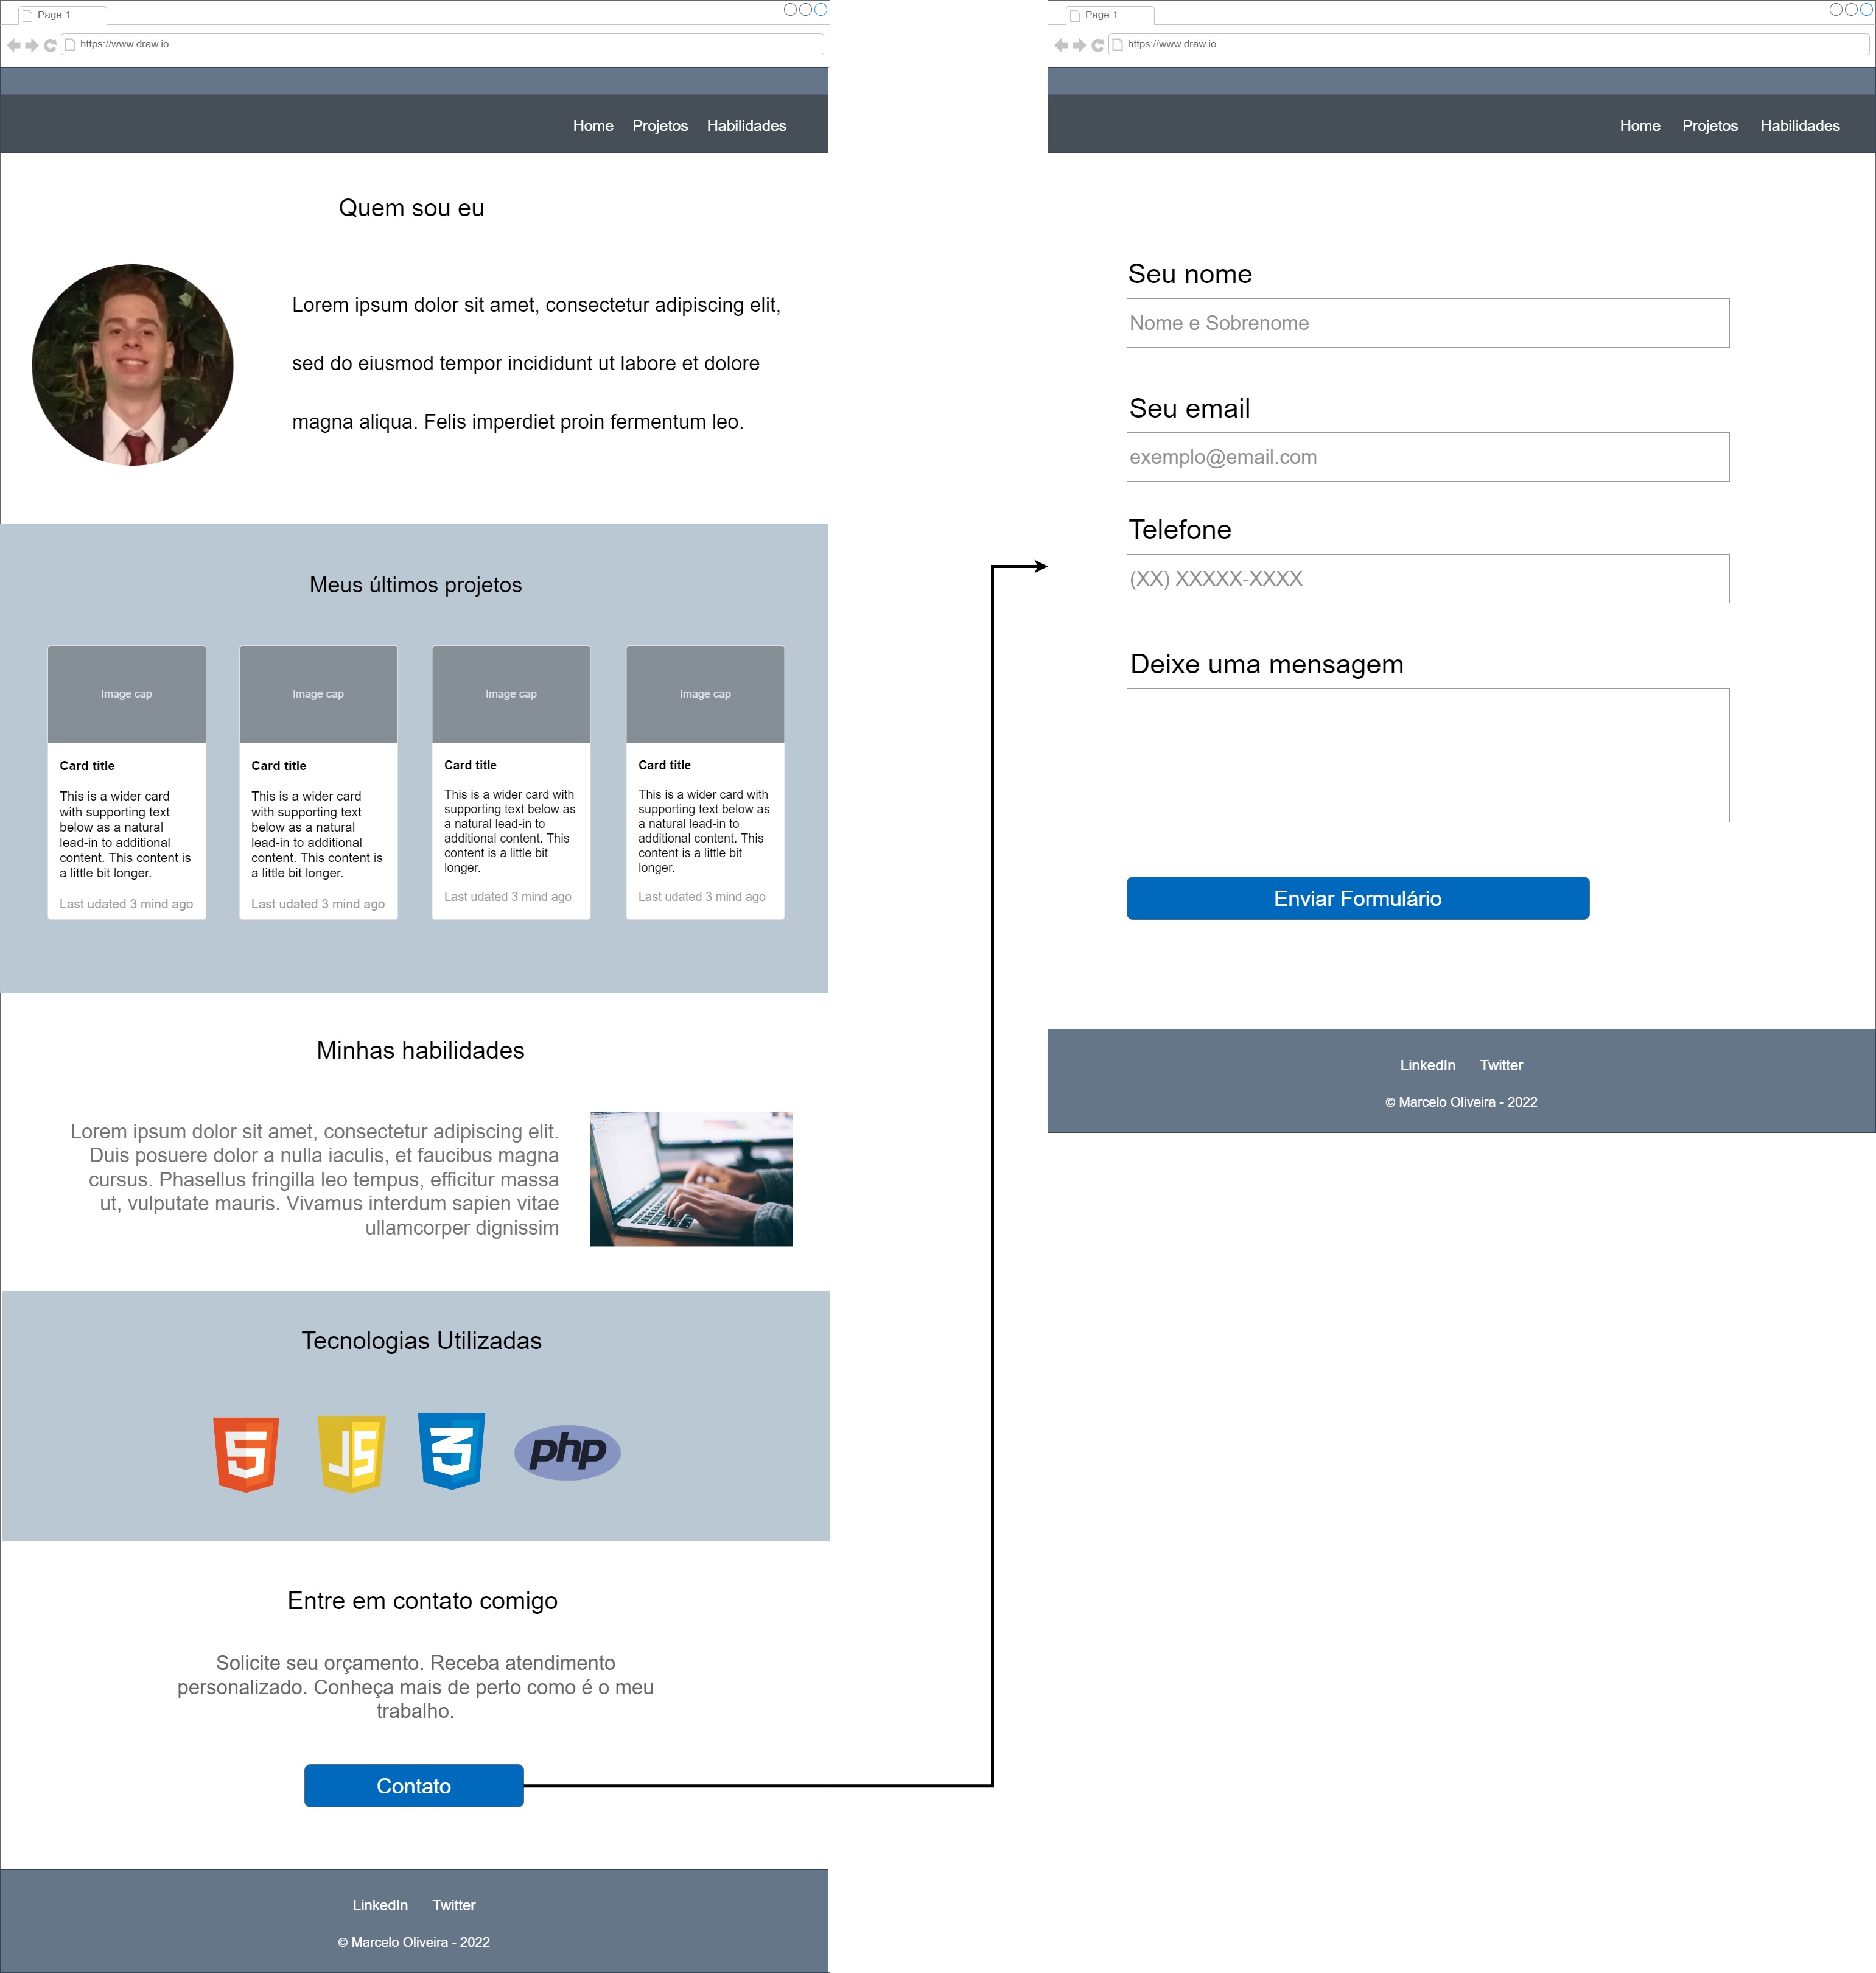 Page 1
https://www.draw.io
Home Projetos Habilidades
Quem sou eu
Lorem ipsum dolor sit amet, consectetur adipiscing elit,
sed do eiusmod tempor incididunt ut labore et dolore
magna aliqua. Felis imperdiet proin fermentum leo.
Meus últimos projetos
Image cap
Card title
This is a wider card
with supporting text
below as a natural
lead-in to additional
content. This content is
a little bit longer.
Last udated 3 mind ago
Image cap
Card title
This is a wider card
with supporting text
below as a natural
lead-in to additional
content. This content is
a little bit longer.
Last udated 3 mind ago
Image cap
Card title
This is a wider card with
supporting text below as
a natural lead-in to
additional content. This
content is a little bit
longer.
Last udated 3 mind ago
Image cap
Card title
This is a wider card with
supporting text below as
a natural lead-in to
additional content. This
content is a little bit
longer.
Last udated 3 mind ago
Minhas habilidades
Lorem ipsum dolor sit amet, consectetur adipiscing elit.
Duis posuere dolor a nulla iaculis, et faucibus magna
cursus. Phasellus fringilla leo tempus, efficitur massa
ut, vulputate mauris. Vivamus interdum sapien vitae
ullamcorper dignissim
Tecnologias Utilizadas
5 JS 3 php
Entre em contato comigo
Solicite seu orçamento. Receba atendimento
personalizado. Conheça mais de perto como é o meu
trabalho.
Contato
LinkedIn Twitter
© Marcelo Oliveira - 2022
Page 1
https://www.draw.io
Home Projetos Habilidades
Seu nome
Nome e Sobrenome
Seu email
exemplo@email.com
Telefone
(XX) XXXXX-XXXX
Deixe uma mensagem
Enviar Formulário
LinkedIn Twitter
© Marcelo Oliveira - 2022